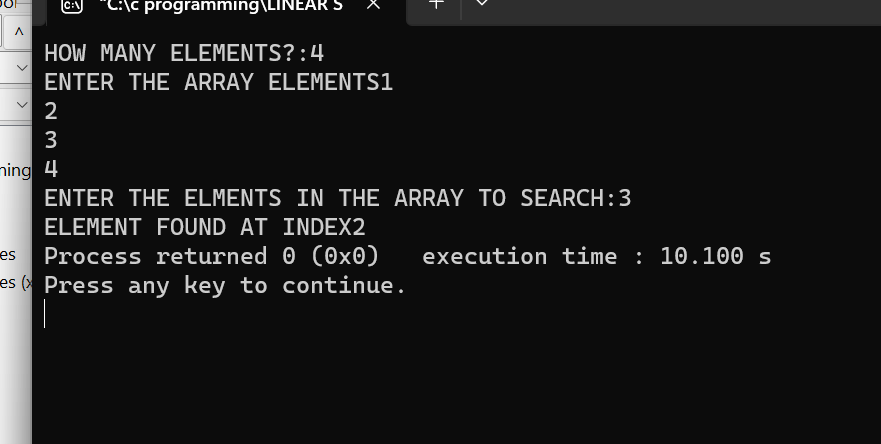 "C:\c programming\LINEAR S
HOW MANY ELEMENTS?:4
ENTER THE ARRAY ELEMENTS1
2
3
4
ENTER THE ELMENTS IN THE ARRAY TO SEARCH:3
ELEMENT FOUND AT INDEX2
Process returned 0 (0x0)   execution time : 10.100 s
Press any key to continue.